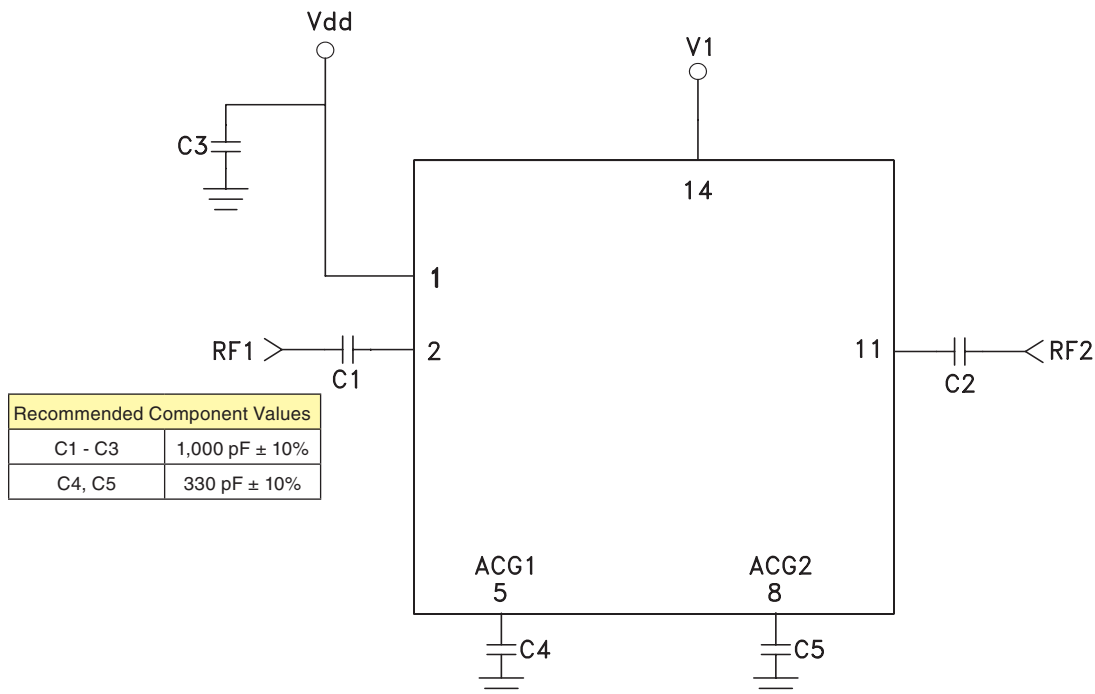 Vdd
V1
C3
14
1
RF1
2
11
RF2
C1
C2
Recommended Component Values
C1 - C3
1,000 pF ± 10%
C4, C5
330 pF ± 10%
ACG1
5
ACG2
8
C4
C5